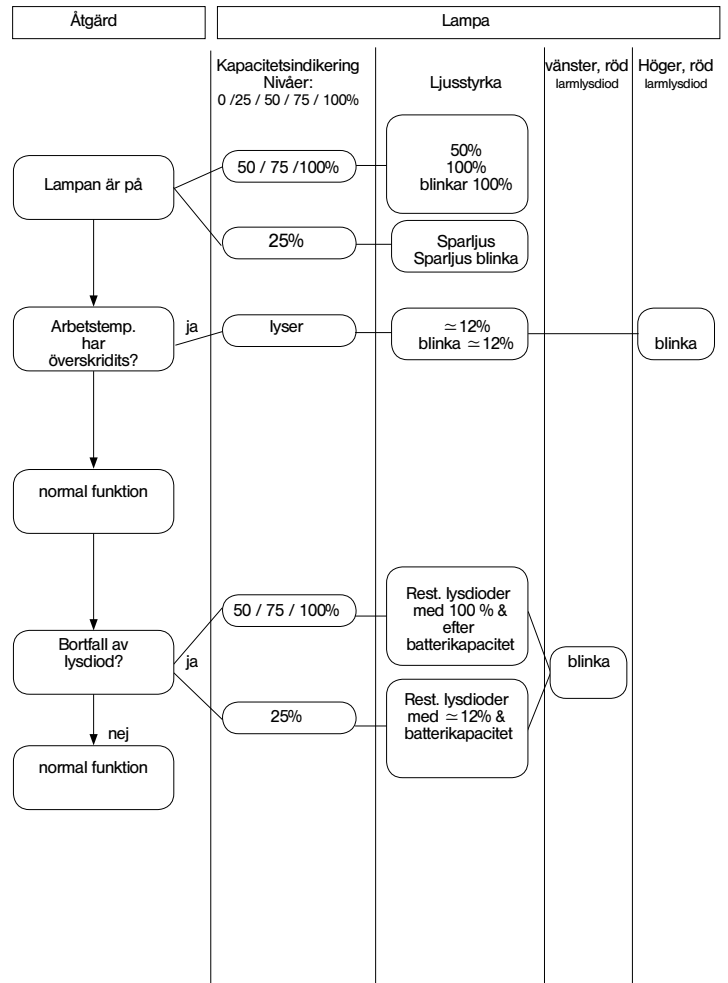 Åtgärd
Lampa
Kapacitetsindikering
Nivåer:
0 /25 / 50 / 75 / 100%
Ljusstyrka
vänster, röd
larmlysdiod
Höger, röd
larmlysdiod
Lampan är på
50 / 75 /100%
50%
100%
blinkar 100%
25%
Sparljus
Sparljus blinka
Arbetstemp.
har
överskridits?
ja
lyser
≃12%
blinka ≃12%
blinka
normal funktion
Bortfall av
lysdiod?
ja
50 / 75 / 100%
Rest. lysdioder
med 100 % &
efter
batterikapacitet
blinka
25%
Rest. lysdioder
med ≃12% &
batterikapacitet
nej
normal funktion